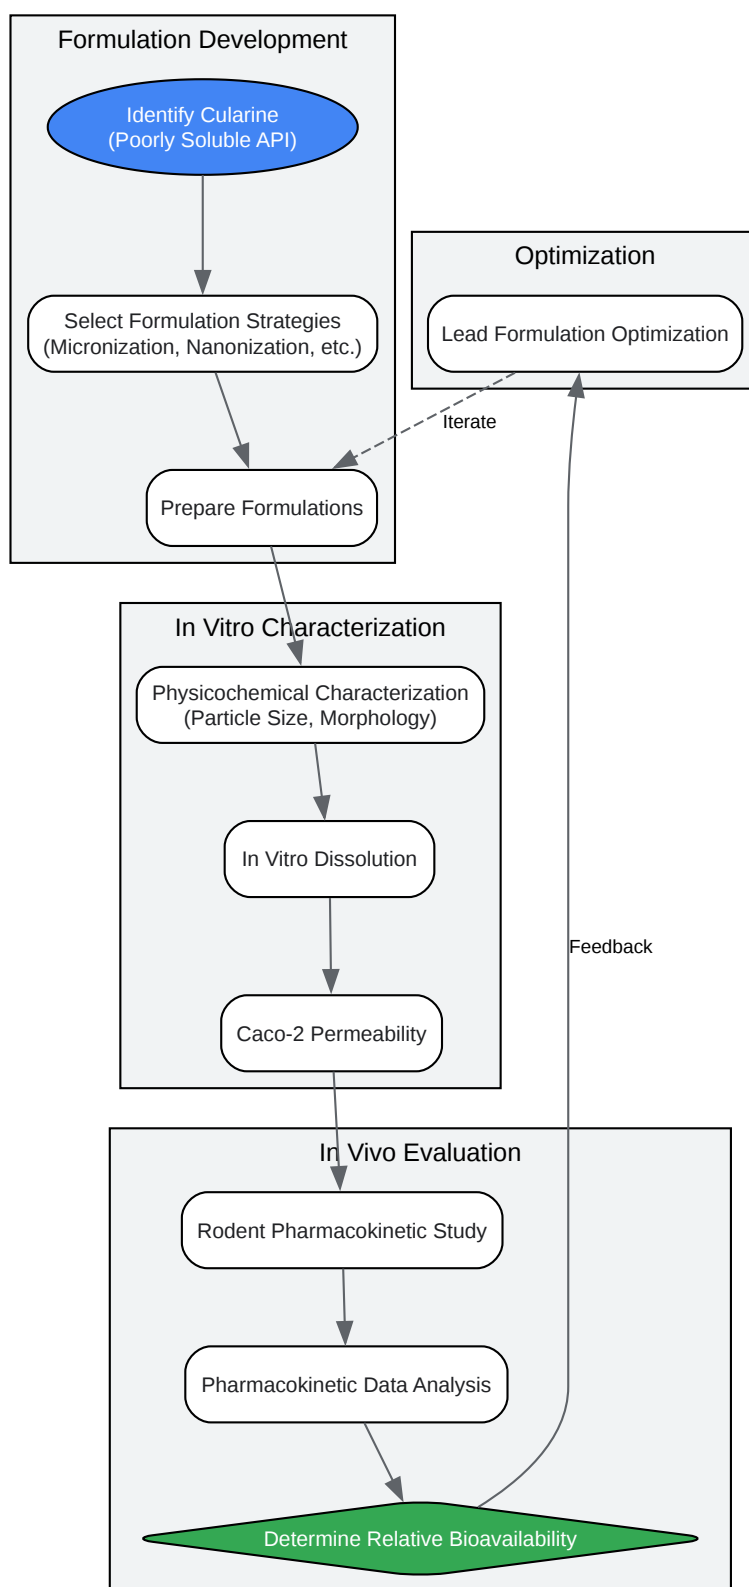 Formulation Development
Identify Cularine
(Poorly Soluble API)
Select Formulation Strategies
(Micronization, Nanonization, etc.)
Prepare Formulations
Optimization
Lead Formulation Optimization
Iterate
In Vitro Characterization
Physicochemical Characterization
(Particle Size, Morphology)
In Vitro Dissolution
Caco-2 Permeability
Feedback
In Vivo Evaluation
Rodent Pharmacokinetic Study
Pharmacokinetic Data Analysis
Determine Relative Bioavailability